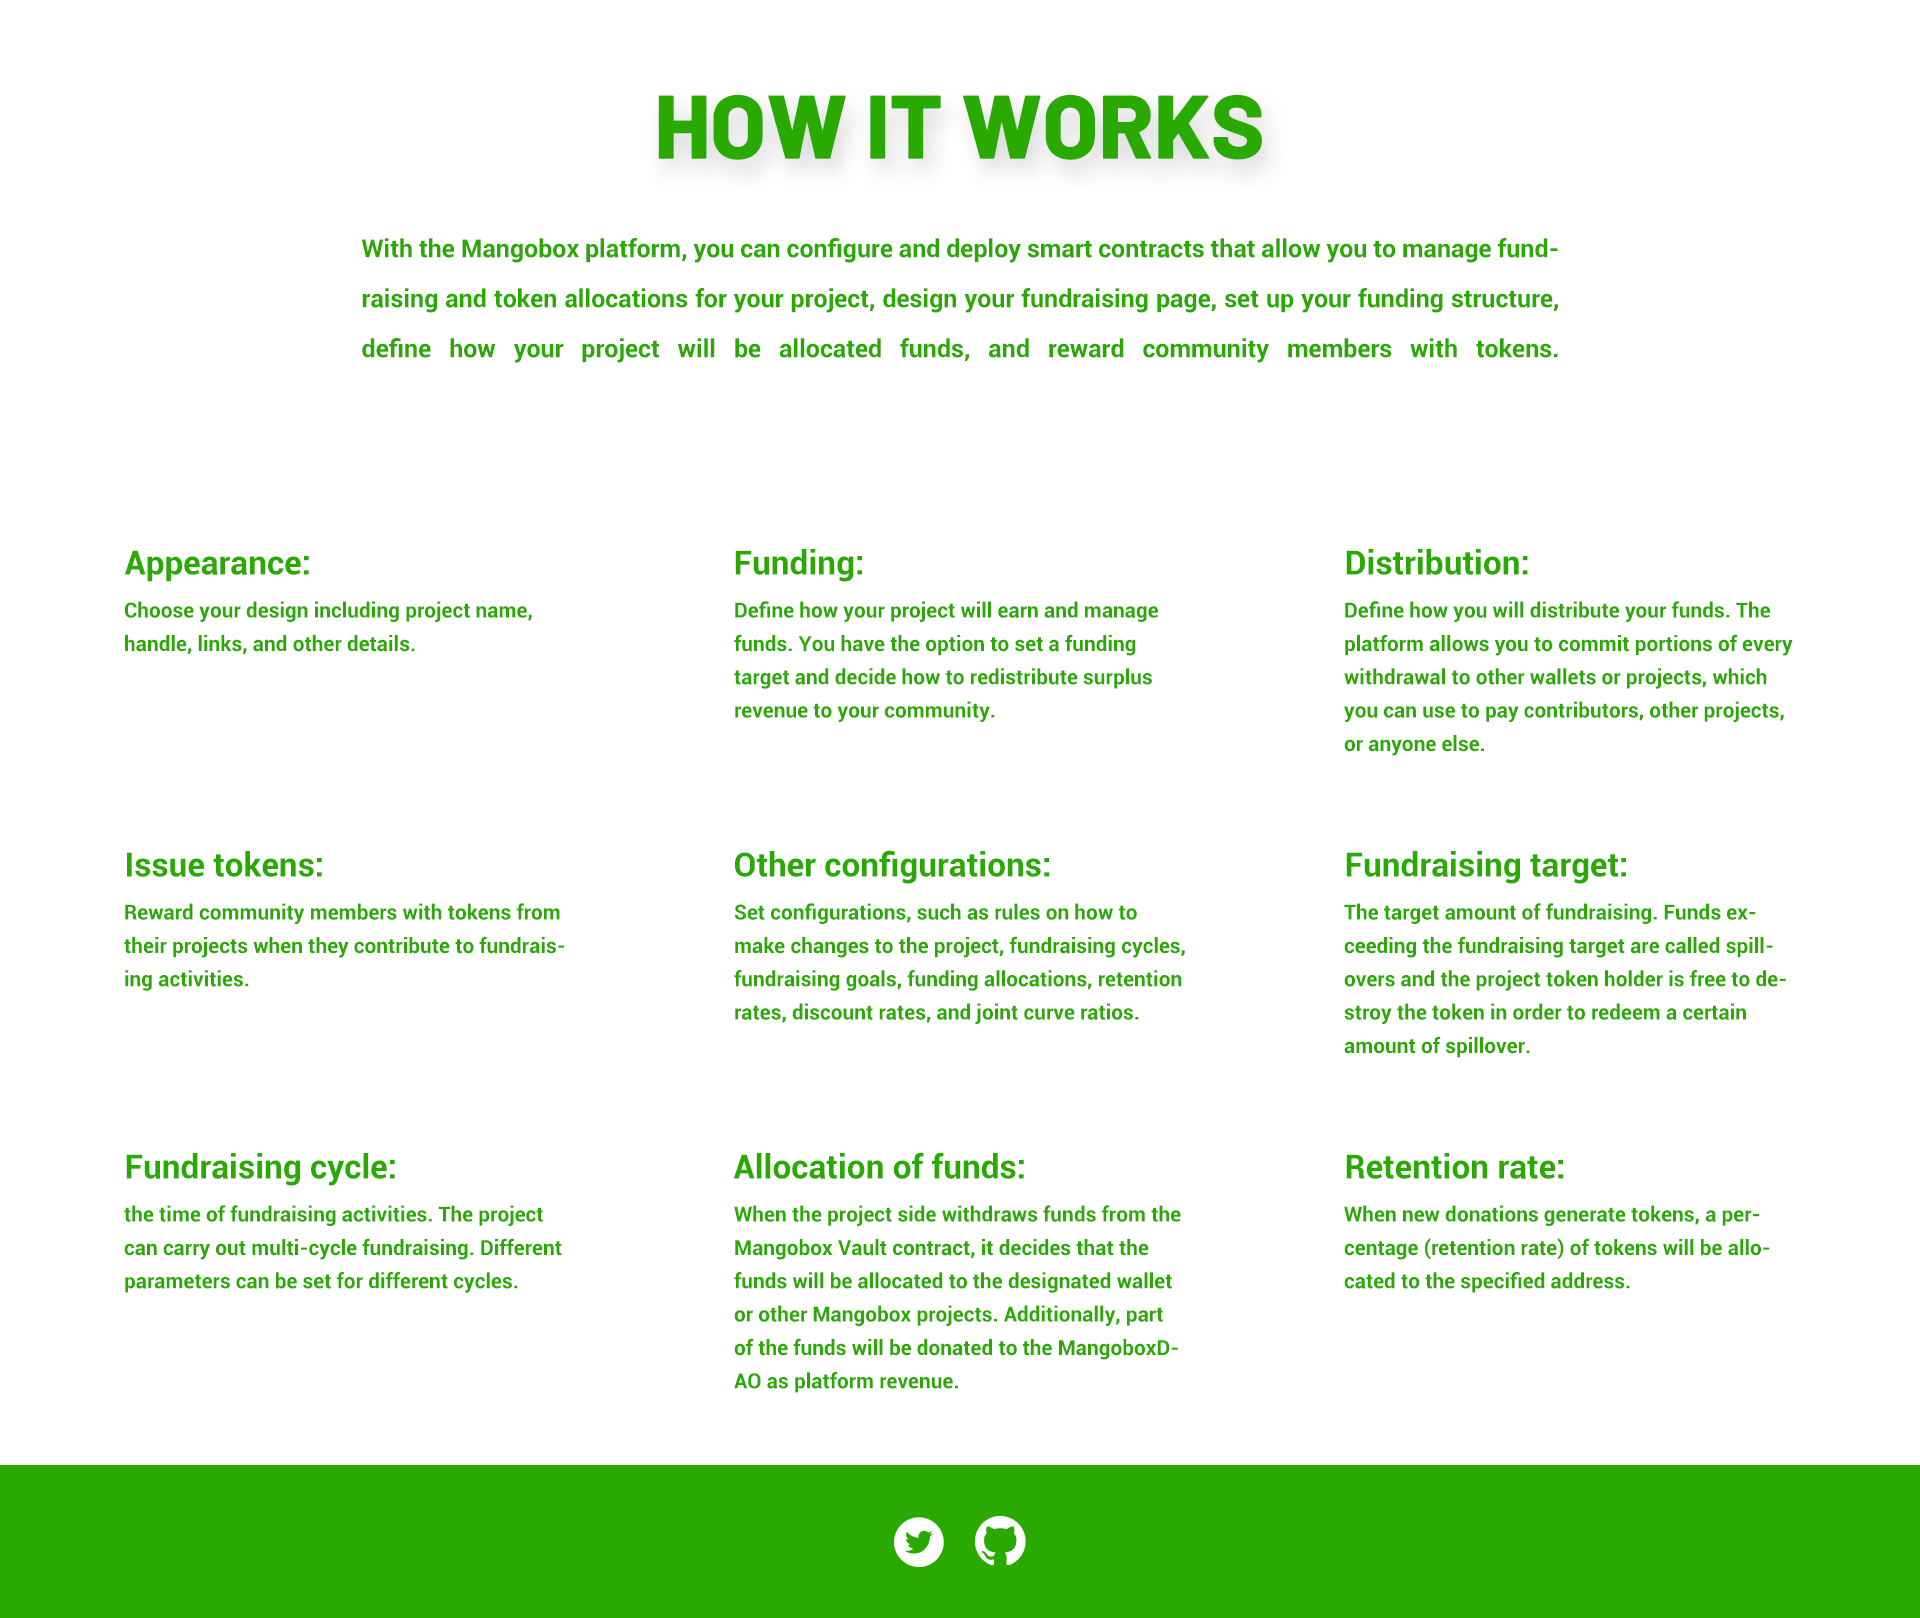 HOW IT WORKS
With the Mangobox platform, you can configure and deploy smart contracts that allow you to manage fund-
raising and token allocations for your project, design your fundraising page, set up your funding structure,
define how your project will be allocated funds, and reward community members with tokens.
Appearance:
Choose your design including project name,
handle, links, and other details.
Funding:
Define how your project will earn and manage
funds. You have the option to set a funding
target and decide how to redistribute surplus
revenue to your community.
Distribution:
Define how you will distribute your funds. The
platform allows you to commit portions of every
withdrawal to other wallets or projects, which
you can use to pay contributors, other projects,
or anyone else.
Issue tokens:
Reward community members with tokens from
their projects when they contribute to fundrais-
ing activities.
Other configurations:
Set configurations, such as rules on how to
make changes to the project, fundraising cycles,
fundraising goals, funding allocations, retention
rates, discount rates, and joint curve ratios.
Fundraising target:
The target amount of fundraising. Funds ex-
ceeding the fundraising target are called spill-
overs and the project token holder is free to de-
stroy the token in order to redeem a certain
amount of spillover.
Fundraising cycle:
the time of fundraising activities. The project
can carry out multi-cycle fundraising. Different
parameters can be set for different cycles.
Allocation of funds:
When the project side withdraws funds from the
Mangobox Vault contract, it decides that the
funds will be allocated to the designated wallet
or other Mangobox projects. Additionally, part
of the funds will be donated to the MangoboxD-
AO as platform revenue.
Retention rate:
When new donations generate tokens, a per-
centage (retention rate) of tokens will be allo-
cated to the specified address.